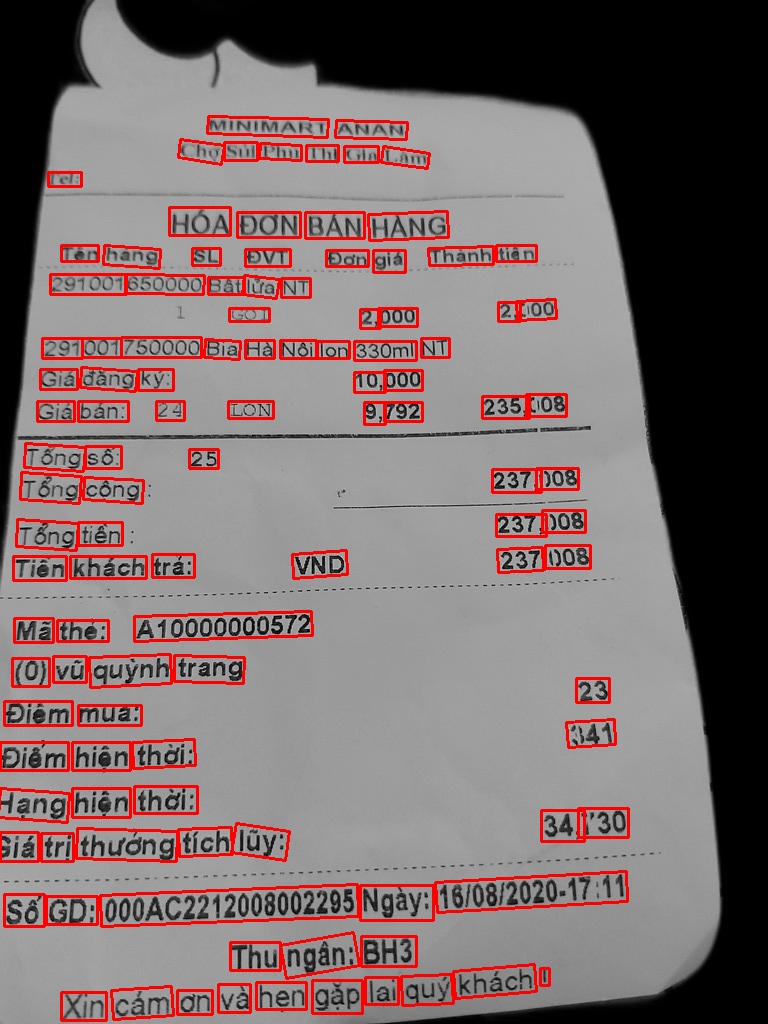 MINIMART ANAN
Chợ Sủi Phú Thị Gia Lâm
Tel:
HÓA ĐƠN BÁN HÀNG
Tên hàng SL ĐVT Đơn giá Thành tiền
291001650000 Bật lửa NT
1 GOI 2,000 2,000
291001750000 Bia Hà Nội lon 330ml NT
Giá đăng ký: 10,000
Giá bán: 24 LON 9,792 235,008
Tổng số: 25
Tổng cộng : 237,008
Tổng tiền : 237,008
Tiền khách trả: VND 237,008
Mã thẻ: A10000000572
(0) vũ quỳnh trang
Điểm mua: 23
Điểm hiện thời: 341
Hạng hiện thời:
Giá trị thưởng tích lũy: 34,730
Số GD: 000AC2212008002295 Ngày: 16/08/2020-17:11
Thu ngân: BH3
Xin cám ơn và hẹn gặp lại quý khách !